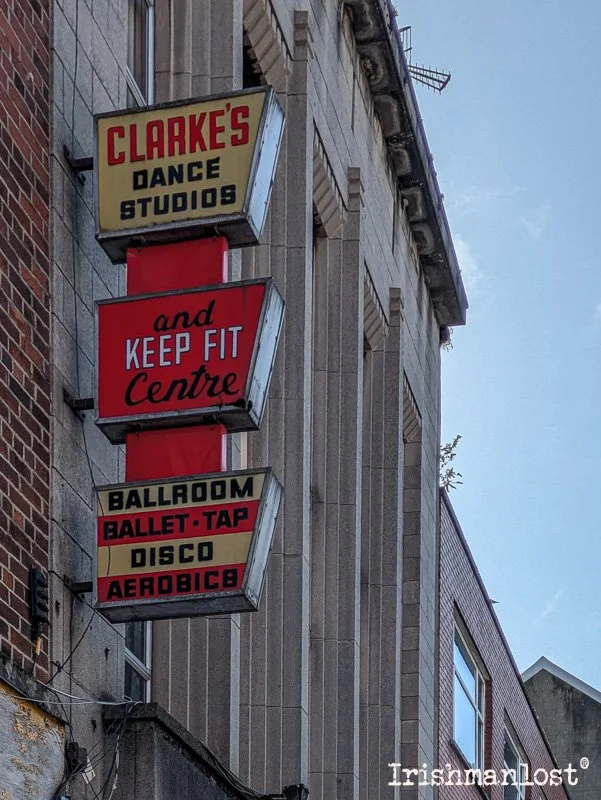 CLARKE'S
DANCE
STUDIOS
and
KEEP FIT
Centre
BALLROOM
BALLET·TAP
DISCO
AEROBICS
Irishmanlost®